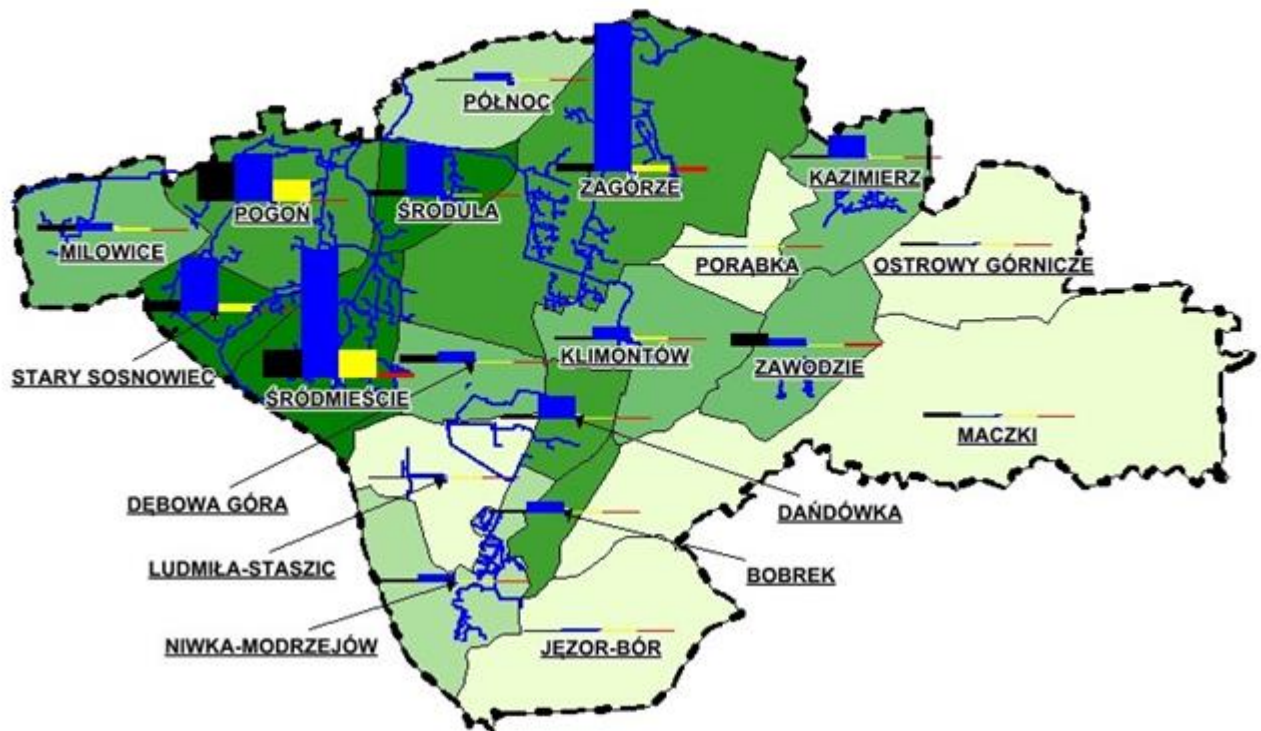 PÓŁNOC
ZAGÓRZE
KAZIMIERZ
POGOŃ
ŚRODULA
MILOWICE
PORĄBKA
OSTROWY GÓRNICZE
STARY SOSNOWIEC
ŚRÓDMIEŚCIE
KLIMONTÓW
ZAWODZIE
MACZKI
DĘBOWA GÓRA
DAŃDÓWKA
LUDMIŁA-STASZIC
BOBREK
NIWKA-MODRZEJÓW
JĘZOR-BÓR